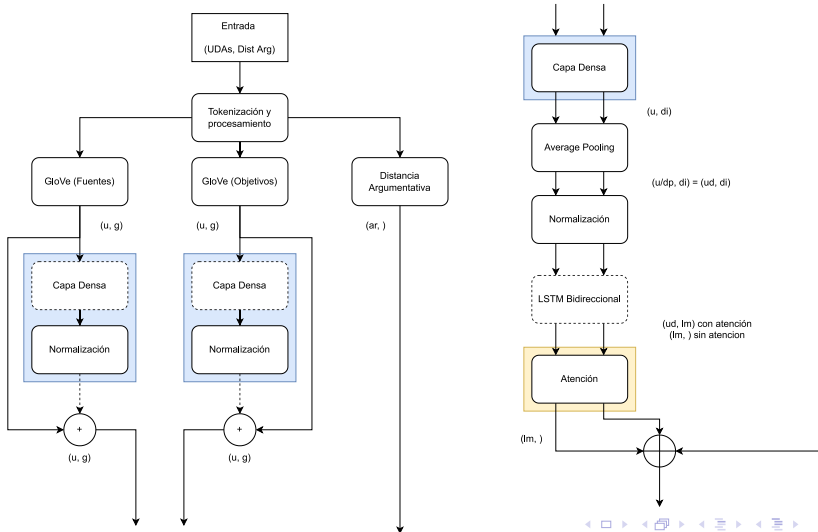 Entrada
(UDAs, Dist Arg)
Tokenización y
procesamiento
GloVe (Fuentes)
GloVe (Objetivos)
Distancia
Argumentativa
(u, g)
(u, g)
(ar, )
Capa Densa
Capa Densa
Normalización
Normalización
+
+
(u, g)
(u, g)
Capa Densa
(u, di)
Average Pooling
(u/dp, di) = (ud, di)
Normalización
LSTM Bidireccional
(ud, lm) con atención
(lm, ) sin atencion
Atención
(lm, )